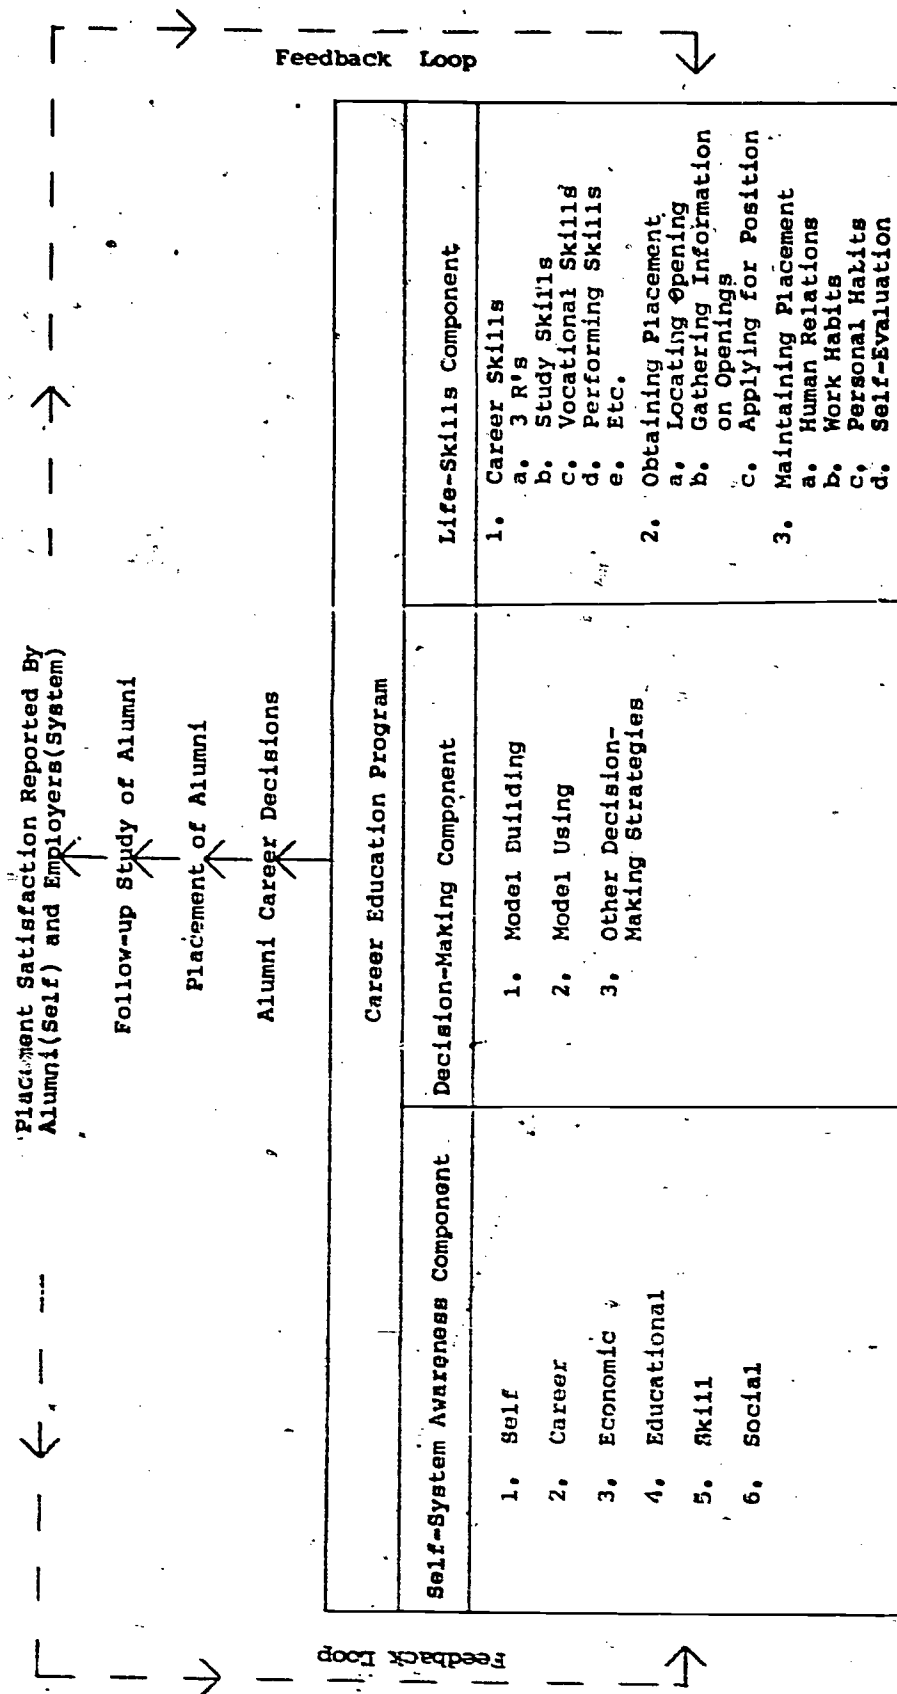 Placement Satisfaction Reported By
Alumni(Self) and Employers(System)
Follow-up Study of Alumni
Placement of Alumni
Alumni Career Decisions
Feedback Loop
Feedback Loop
Career Education Program
Self-System Awareness Component
1. Self
2. Career
3. Economic
4. Educational
5. Skill
6. Social
Decision-Making Component
1. Model Building
2. Model Using
3. Other Decision-
Making Strategies
Life-Skills Component
1. Career Skills
a. 3 R's
b. Study Skills
c. Vocational Skills
d. Performing Skills
e. Etc.
2. Obtaining Placement
a. Locating Opening
b. Gathering Information
on Openings
c. Applying for Position
3. Maintaining Placement
a. Human Relations
b. Work Habits
c. Personal Habits
d. Self-Evaluation